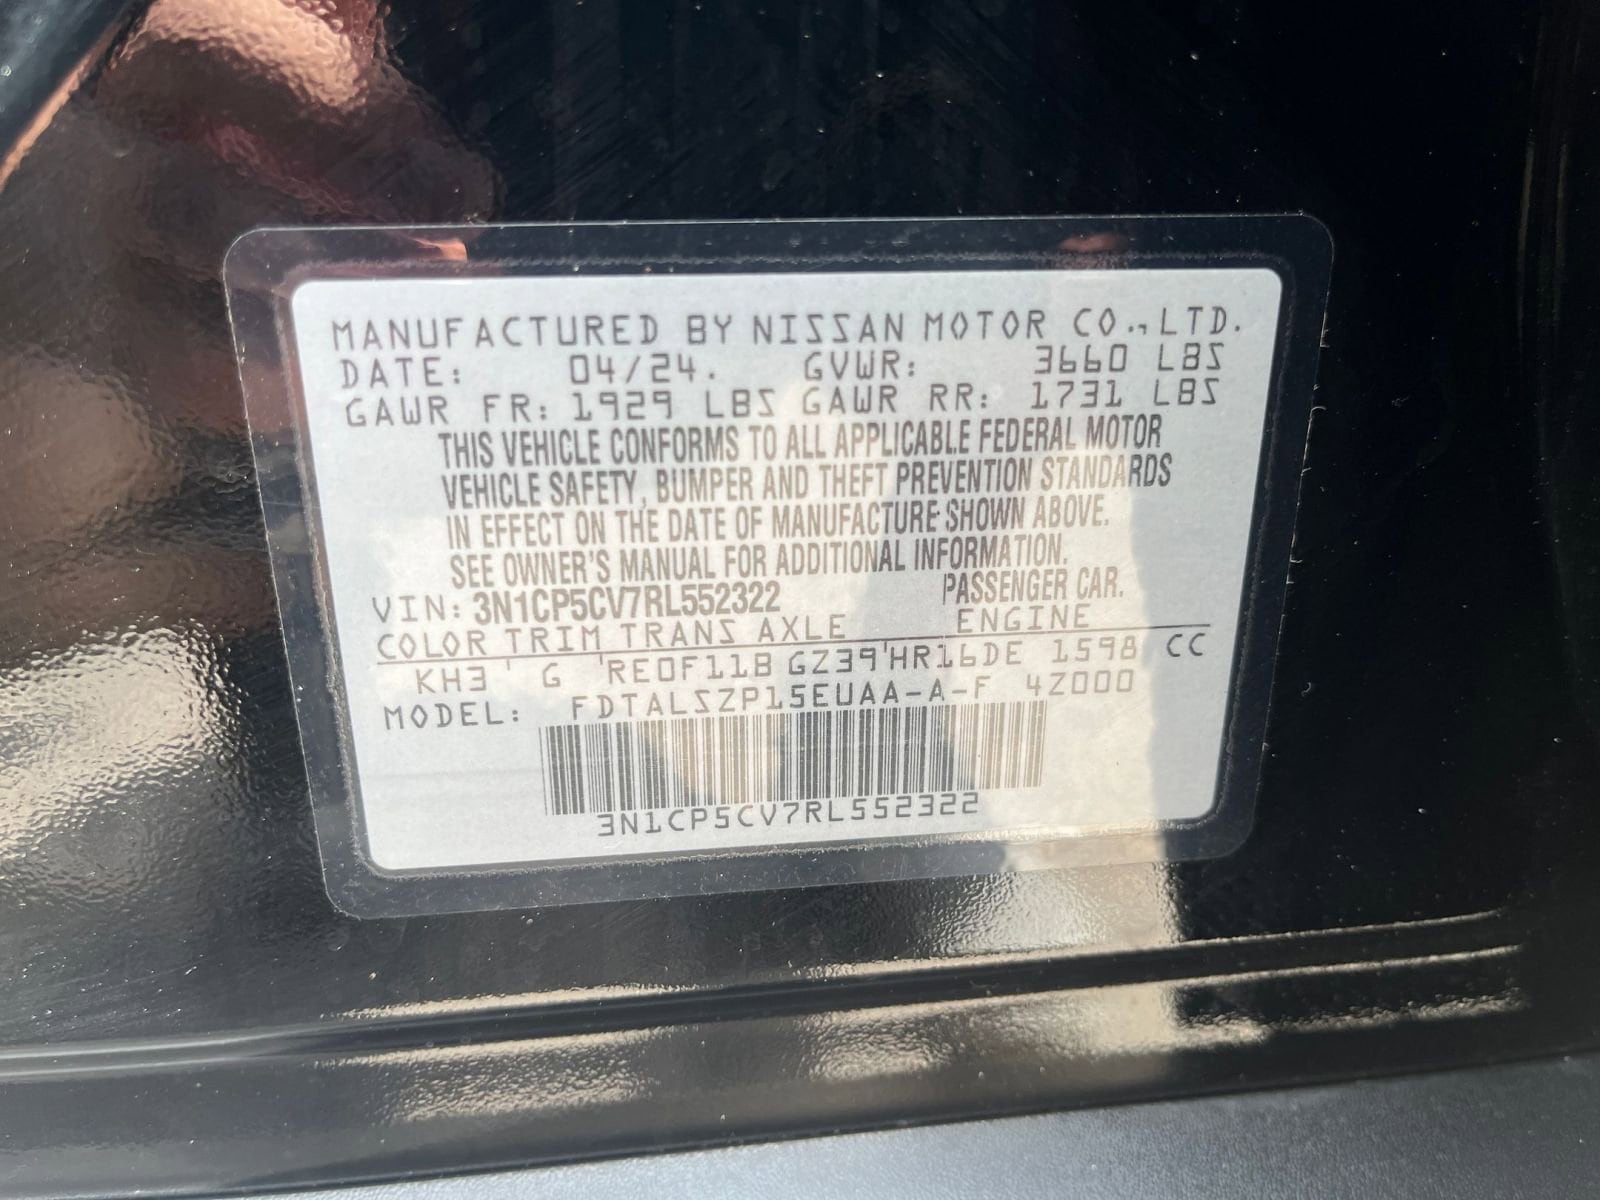 MANUFACTURED BY NISSAN MOTOR CO., LTD.
DATE: 04/24. GVWR: 3660 LBS
GAWR FR: 1929 LBS GAWR RR: 1731 LBS
THIS VEHICLE CONFORMS TO ALL APPLICABLE FEDERAL MOTOR
VEHICLE SAFETY, BUMPER AND THEFT PREVENTION STANDARDS
IN EFFECT ON THE DATE OF MANUFACTURE SHOWN ABOVE.
SEE OWNER'S MANUAL FOR ADDITIONAL INFORMATION.
VIN: 3N1CP5CV7RL552322 PASSENGER CAR.
COLOR TRIM TRANS AXLE ENGINE
KH3 ' G 'RE0F11B GZ39'HR16DE 1598 CC
MODEL: FDTALSZP15EUAA-A-F 4Z000
3N1CP5CV7RL552322